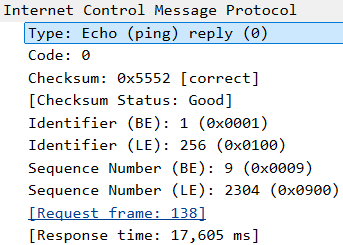 Internet Control Message Protocol
Type: Echo (ping) reply (0)
Code: 0
Checksum: 0x5552 [correct]
[Checksum Status: Good]
Identifier (BE): 1 (0x0001)
Identifier (LE): 256 (0x0100)
Sequence Number (BE): 9 (0x0009)
Sequence Number (LE): 2304 (0x0900)
[Request frame: 138]
[Response time: 17,605 ms]